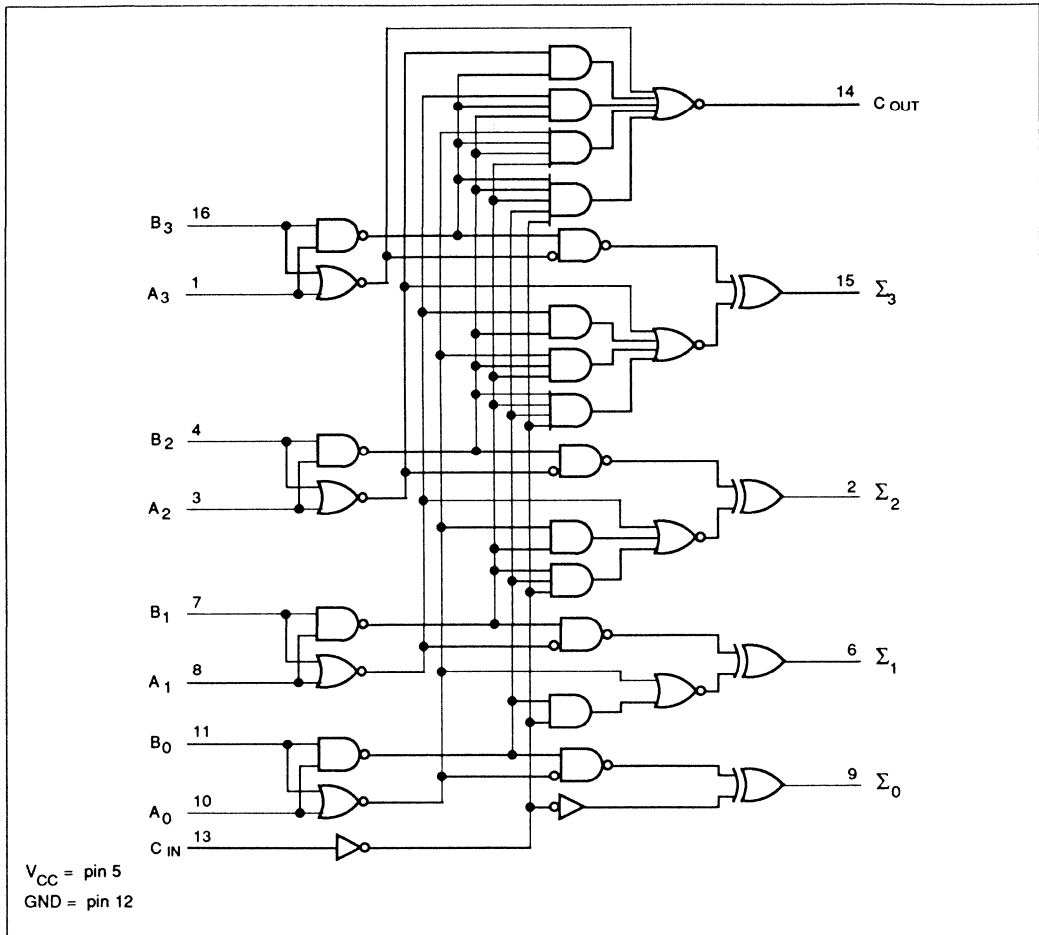 14 C OUT
B3 16
A3 1
15 Σ3
B2 4
A2 3
2 Σ2
B1 7
A1 8
6 Σ1
B0 11
A0 10
9 Σ0
C IN 13
VCC = pin 5
GND = pin 12